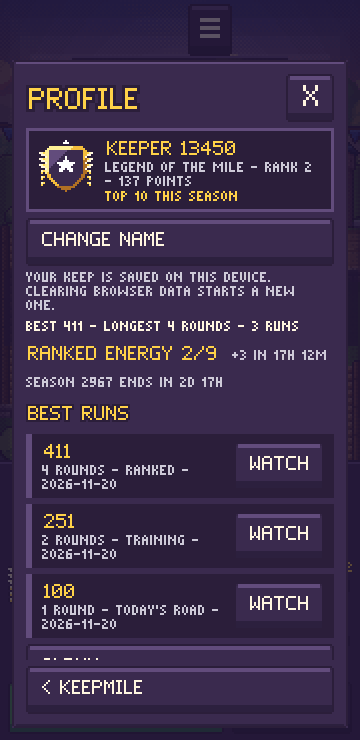 PROFILE
X
KEEPER 13450
LEGEND OF THE MILE - RANK 2
- 137 POINTS
TOP 10 THIS SEASON
CHANGE NAME
YOUR KEEP IS SAVED ON THIS DEVICE.
CLEARING BROWSER DATA STARTS A NEW
ONE.
BEST 411 - LONGEST 4 ROUNDS - 3 RUNS
RANKED ENERGY 2/9 +3 IN 17H 12M
SEASON 2967 ENDS IN 2D 17H
BEST RUNS
411
4 ROUNDS - RANKED -
2026-11-20
WATCH
251
2 ROUNDS - TRAINING -
2026-11-20
WATCH
100
1 ROUND - TODAY'S ROAD -
2026-11-20
WATCH
< KEEPMILE